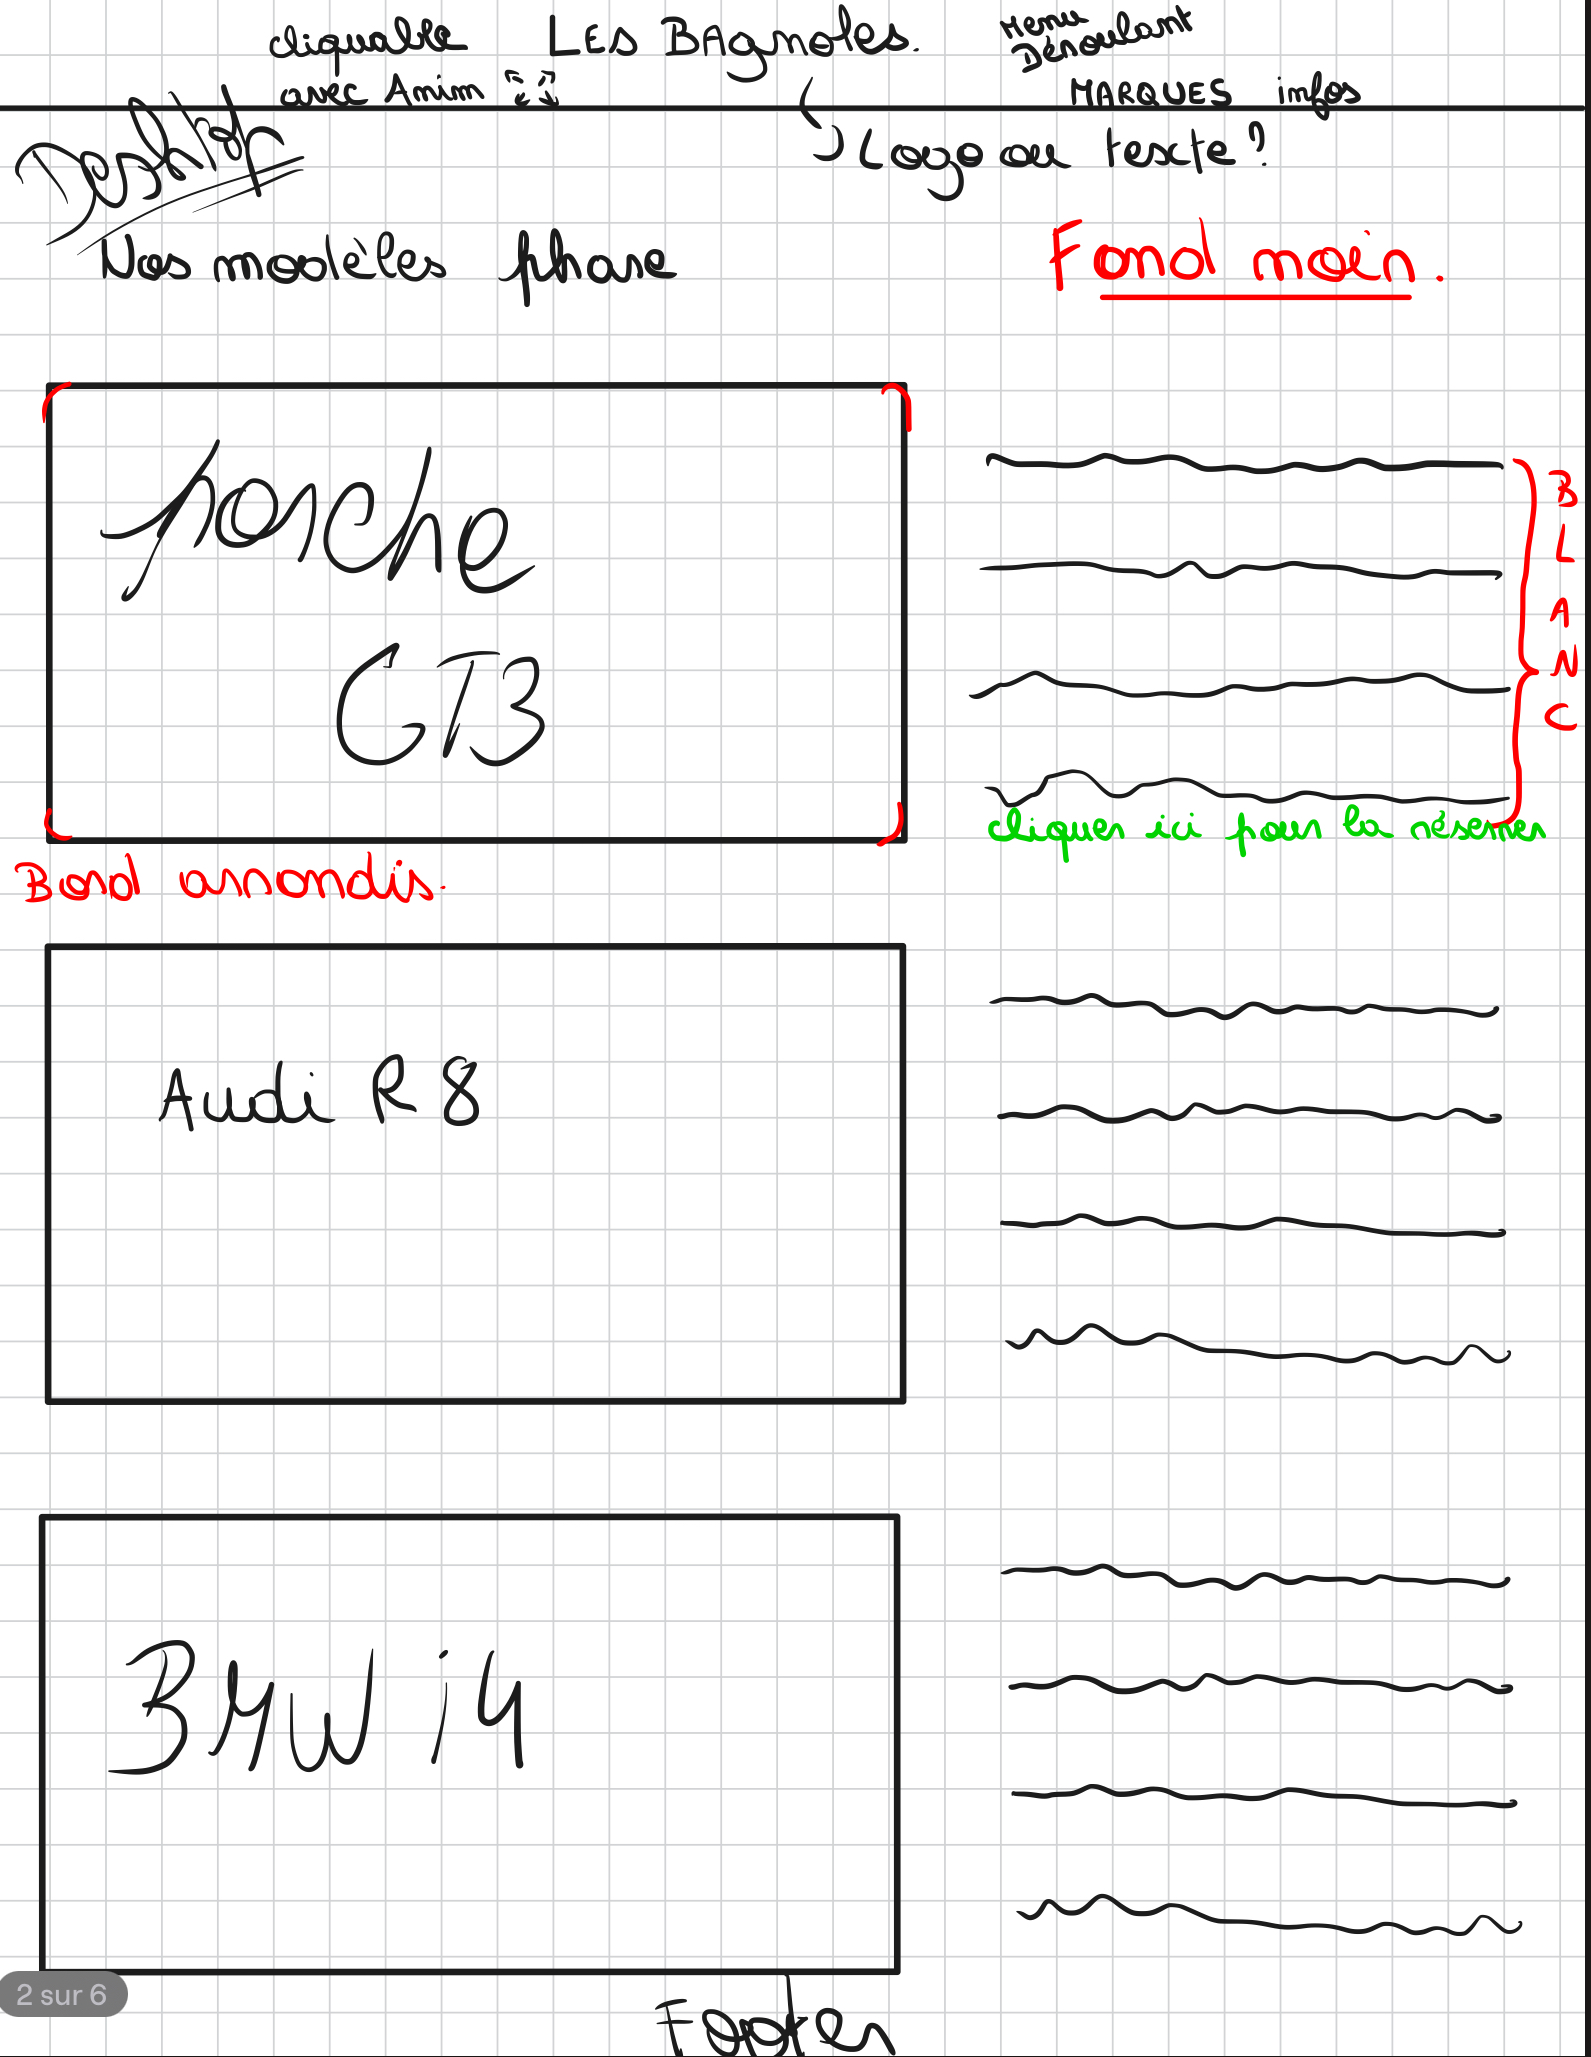 cliquable
avec Anim
LES BAgnoles.
Menu
Déroulant
MARQUES infos
Desktop
Logo ou texte?
Nos modèles phare
Fond noir.
porche
GT3
BLANC
cliquer ici pour la réserver
Bord arrondis.
Audi R8
BMW i4
2 sur 6
Footer